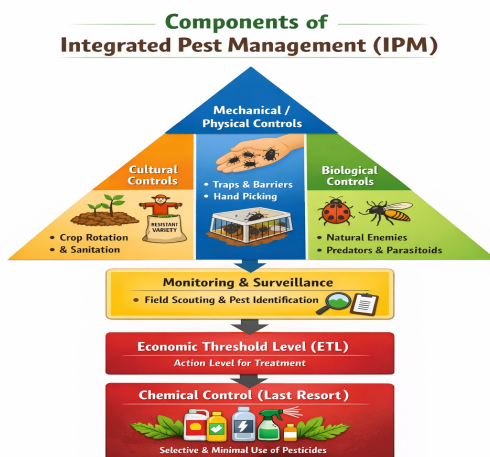 Components of
Integrated Pest Management (IPM)
Mechanical /
Physical Controls
Cultural
Controls
RESISTANT
VARIETY
• Crop Rotation
• & Sanitation
• Traps & Barriers
• Hand Picking
Biological
Controls
• Natural Enemies
• Predators & Parasitoids
Monitoring & Surveillance
• Field Scouting & Pest Identification
Economic Threshold Level (ETL)
Action Level for Treatment
Chemical Control (Last Resort)
Selective & Minimal Use of Pesticides